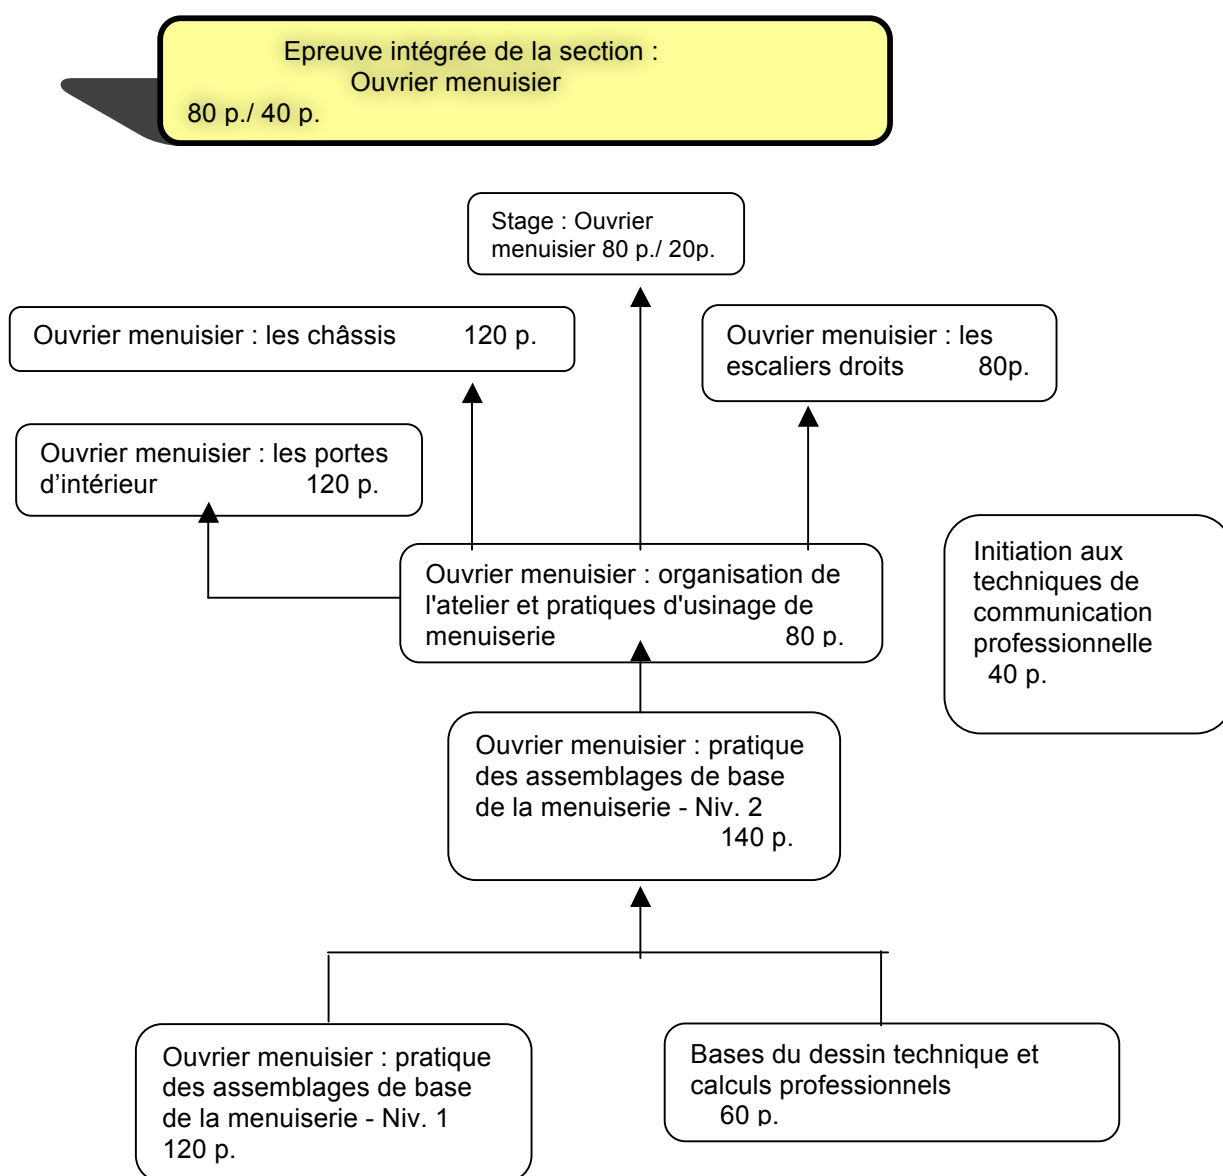 Epreuve intégrée de la section :
Ouvrier menuisier
80 p./ 40 p.
Stage : Ouvrier
menuisier 80 p./ 20p.
Ouvrier menuisier : les châssis 120 p.
Ouvrier menuisier : les
escaliers droits 80p.
Ouvrier menuisier : les portes
d’intérieur 120 p.
Ouvrier menuisier : organisation de
l'atelier et pratiques d'usinage de
menuiserie 80 p.
Initiation aux
techniques de
communication
professionnelle
40 p.
Ouvrier menuisier : pratique
des assemblages de base
de la menuiserie - Niv. 2
140 p.
Ouvrier menuisier : pratique
des assemblages de base
de la menuiserie - Niv. 1
120 p.
Bases du dessin technique et
calculs professionnels
60 p.